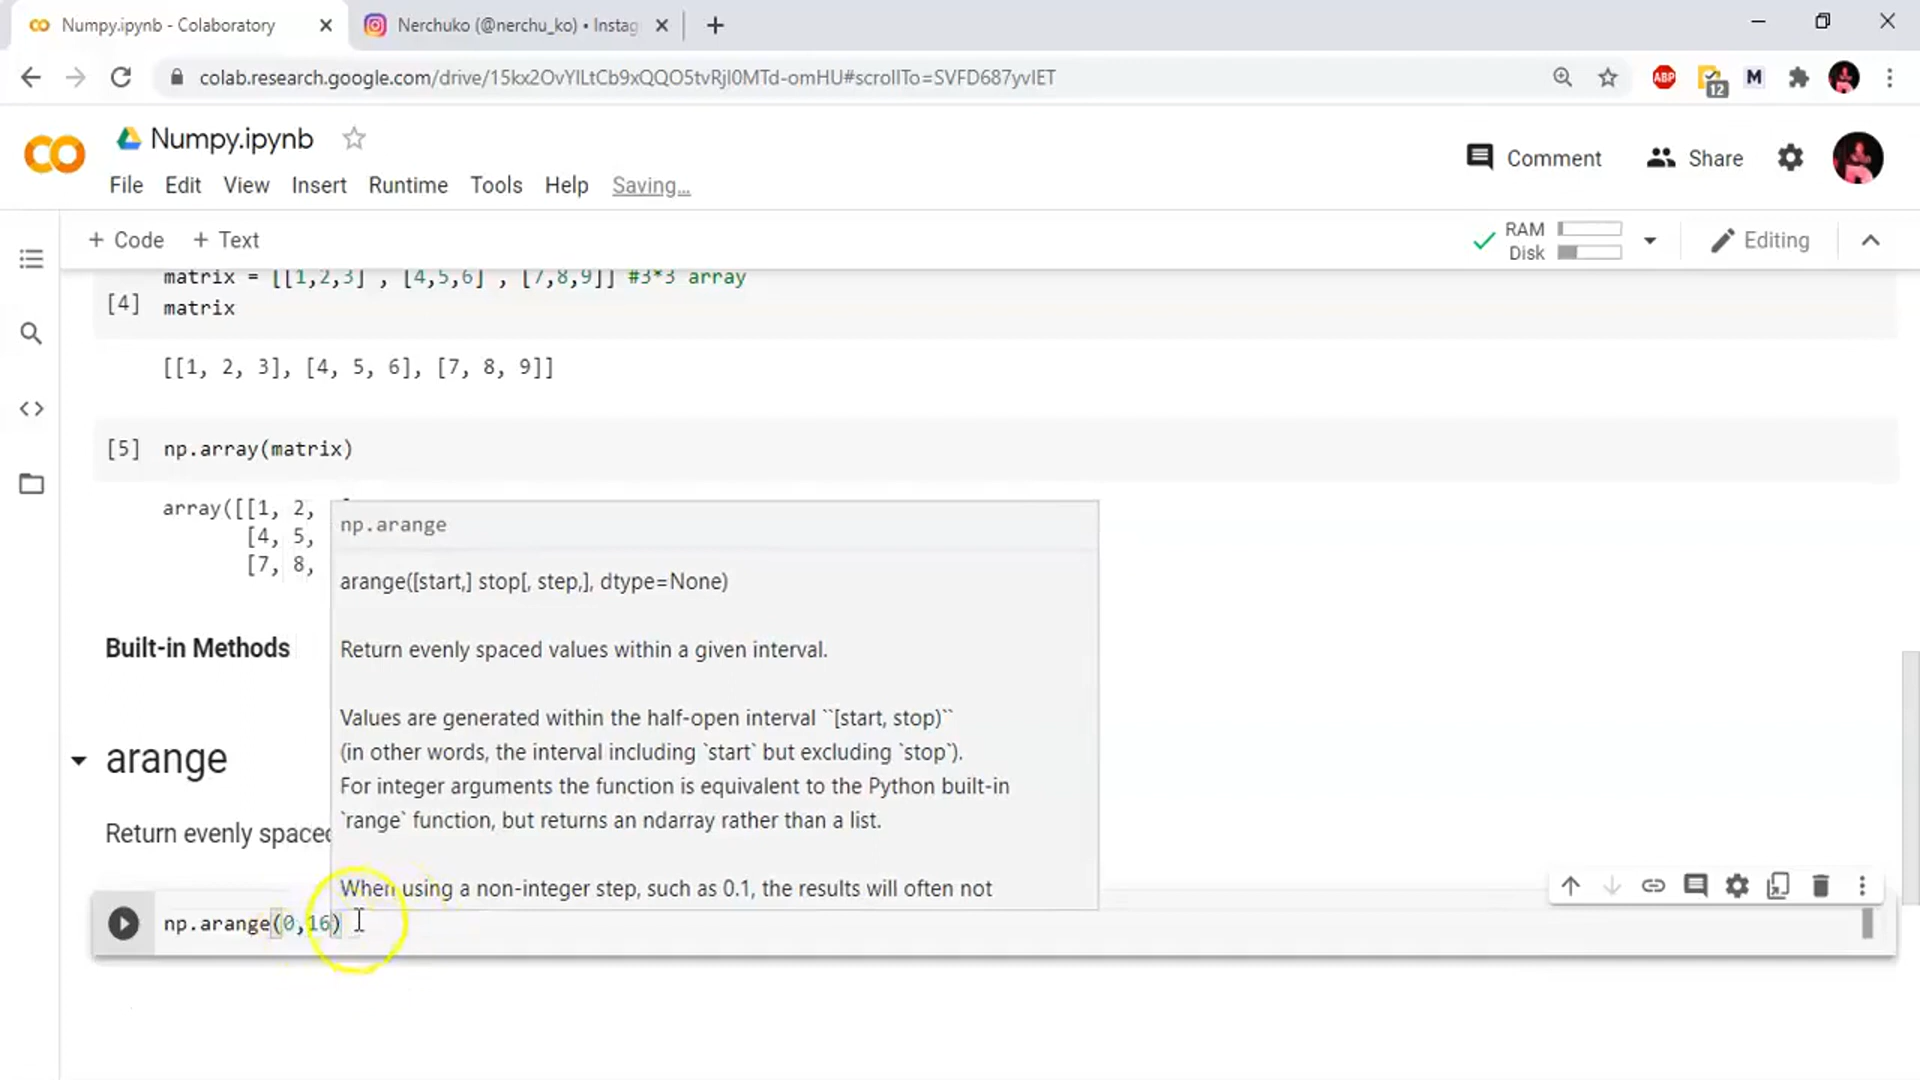 Numpy.ipynb - Colaboratory
Nerchuko (@nerchu_ko) • Instag
colab.research.google.com/drive/15kx2OvYlLtCb9xQQO5tvRjl0MTd-omHU#scrollTo=SVFD687yvlET
ABP
12
M
CO
Numpy.ipynb
Comment
Share
File Edit View Insert Runtime Tools Help Saving...
+ Code + Text
RAM
Disk
Editing
matrix = [[1,2,3] , [4,5,6] , [7,8,9]] #3*3 array
[4] matrix
[[1, 2, 3], [4, 5, 6], [7, 8, 9]]
[5] np.array(matrix)
array([[1, 2,
[4, 5,
[7, 8,
np.arange
arange([start,] stop[, step,], dtype=None)
Return evenly spaced values within a given interval.
Values are generated within the half-open interval ``[start, stop)``
(in other words, the interval including `start` but excluding `stop`).
For integer arguments the function is equivalent to the Python built-in
`range` function, but returns an ndarray rather than a list.
When using a non-integer step, such as 0.1, the results will often not
Built-in Methods
arange
Return evenly spaced
np.arange(0,16)